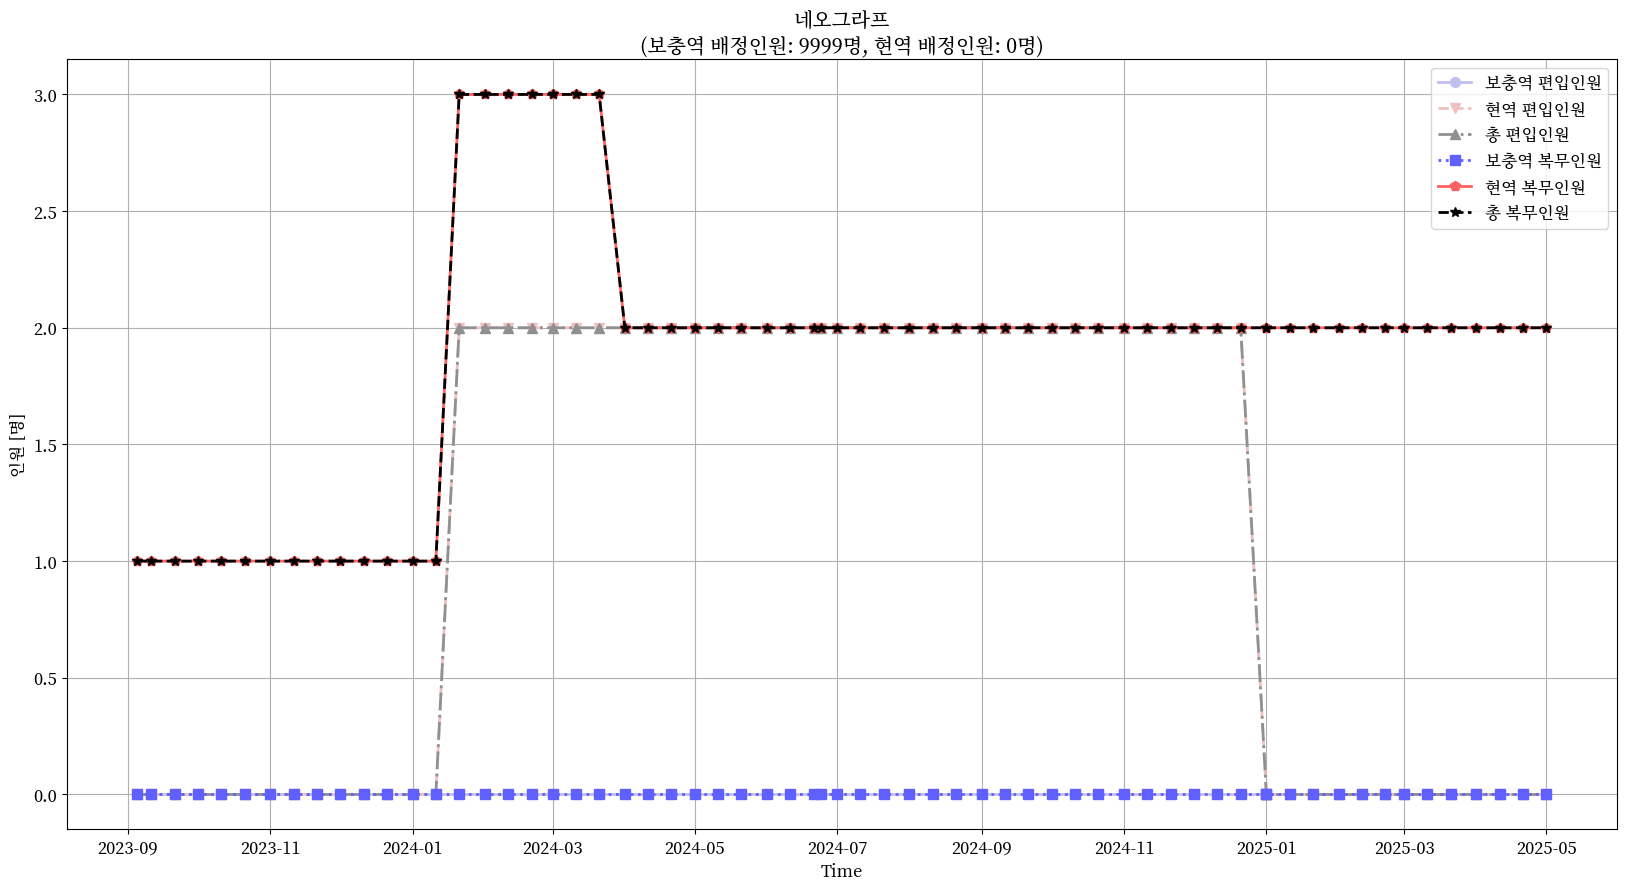 네오그라프
(보충역 배정인원: 9999명, 현역 배정인원: 0명)
보충역 편입인원
현역 편입인원
총 편입인원
보충역 복무인원
현역 복무인원
총 복무인원
인원 [명]
3.0
2.5
2.0
1.5
1.0
0.5
0.0
2023-09
2023-11
2024-01
2024-03
2024-05
2024-07
2024-09
2024-11
2025-01
2025-03
2025-05
Time